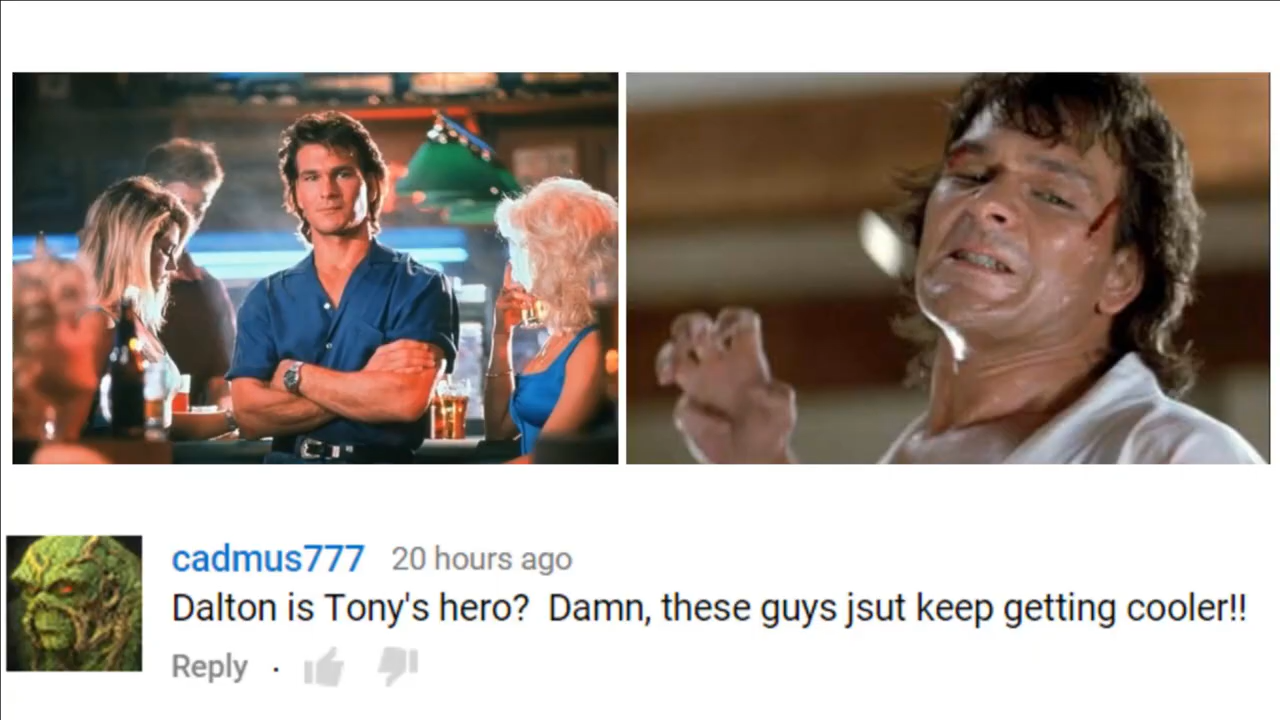 cadmus777 20 hours ago
Dalton is Tony's hero?  Damn, these guys jsut keep getting cooler!!
Reply ·